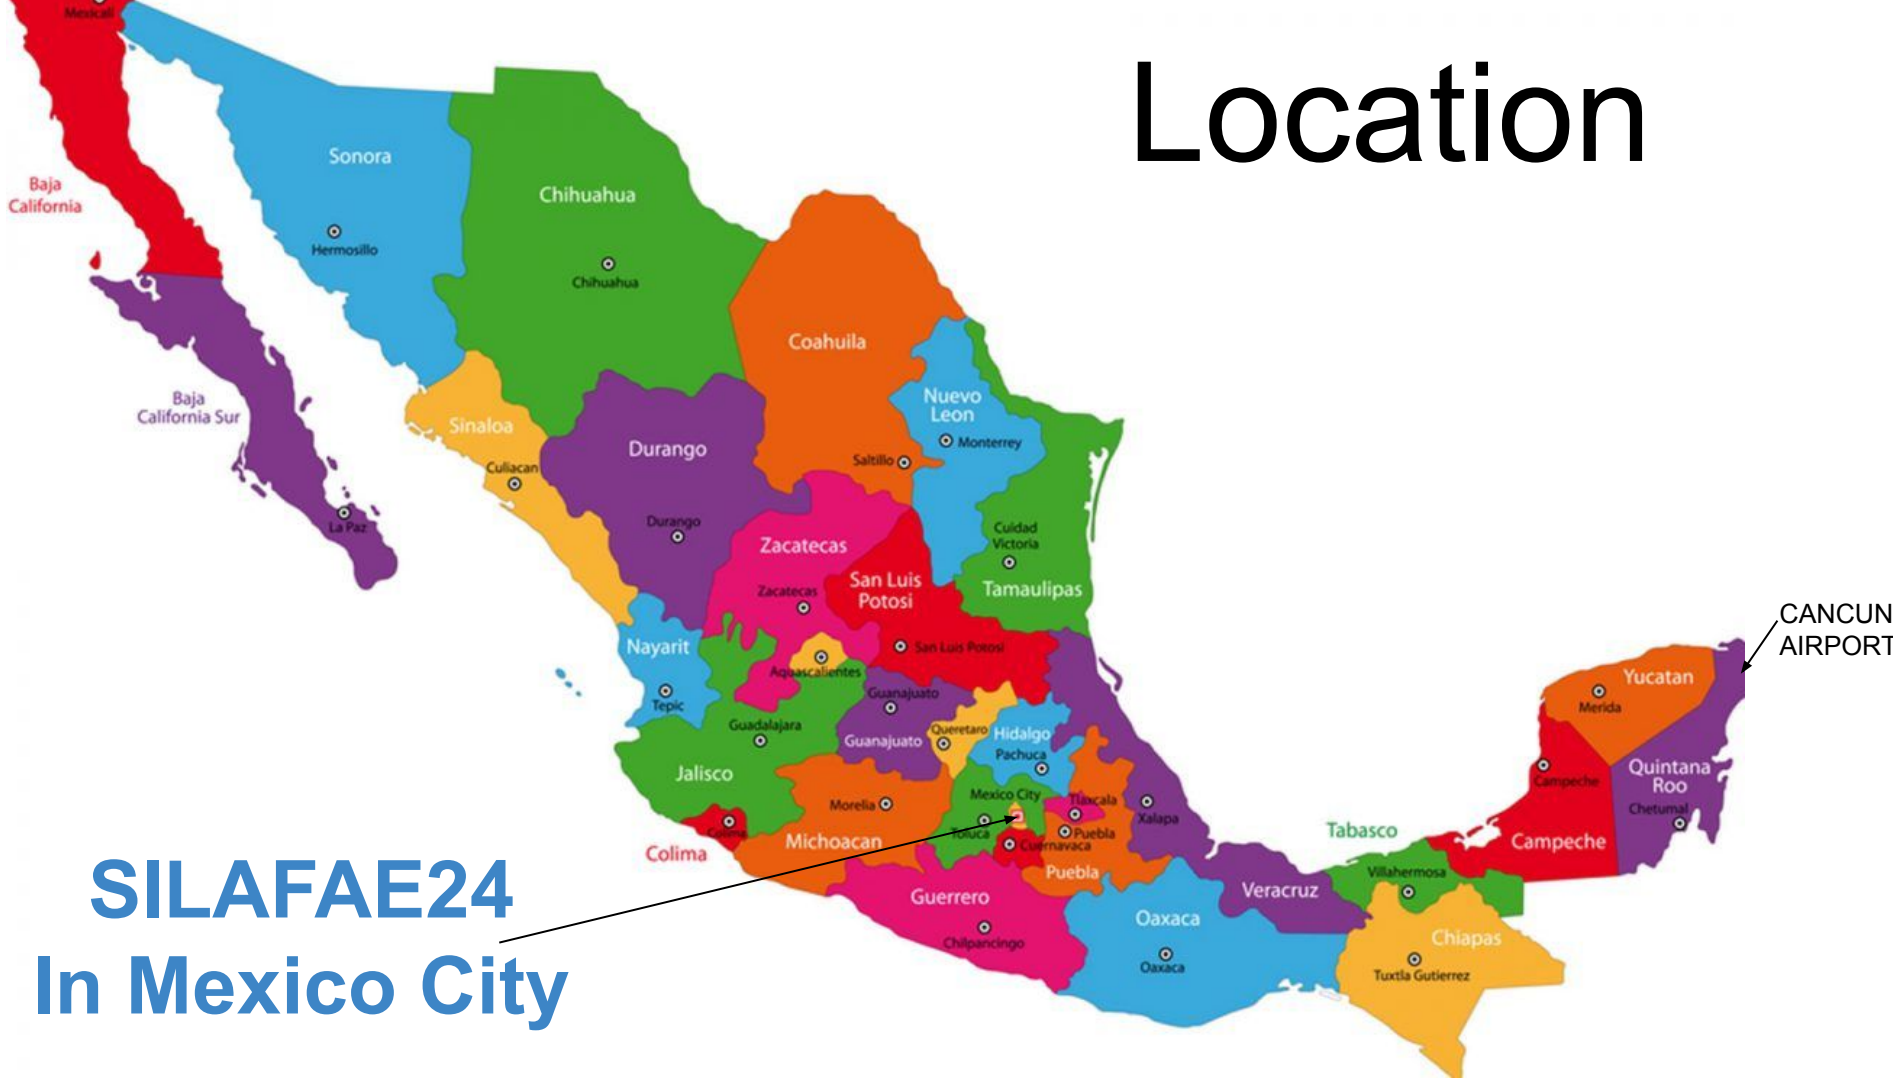 Mexicali
Location
Sonora
Baja
California
Chihuahua
Hermosillo
Chihuahua
Coahuila
Baja
California Sur
Nuevo
Leon
Monterrey
Sinaloa
Durango
Saltillo
Culiacan
La Paz
Durango
Cuidad
Victoria
Zacatecas
San Luis
Potosi
Zacatecas
Tamaulipas
CANCUN
AIRPORT
Nayarit
San Luis Potosi
Aquascalientes
Yucatan
Merida
Tepic
Guanajuato
Guadalajara
Queretaro
Hidalgo
Guanajuato
Pachuca
Jalisco
Quintana
Roo
Campeche
Mexico City
Tlaxcala
Morelia
Chetumal
Xalapa
Colima
Toluca
Puebla
Tabasco
Michoacan
Cuernavaca
Campeche
Colima
Puebla
Villahermosa
SILAFAE24
In Mexico City
Guerrero
Veracruz
Oaxaca
Chilpancingo
Chiapas
Oaxaca
Tuxtla Gutierrez